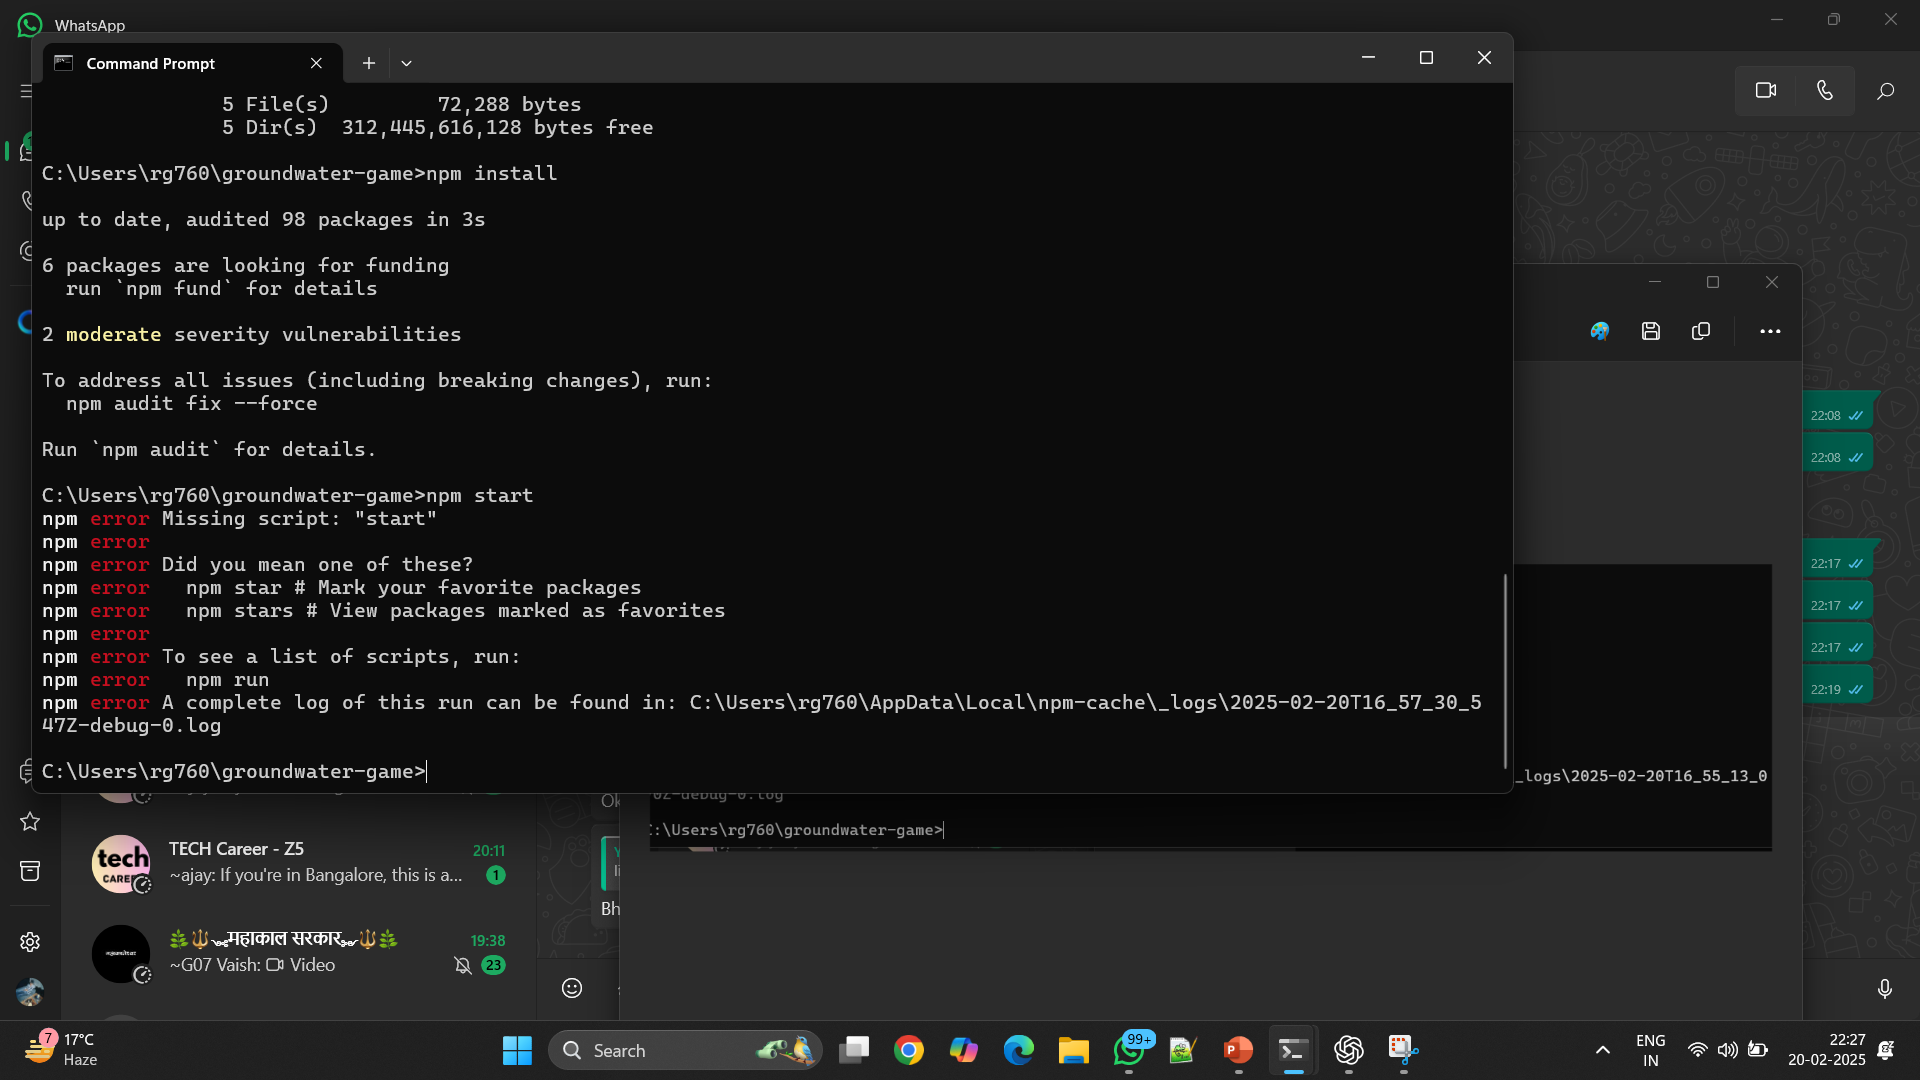 WhatsApp
Command Prompt
5 File(s) 72,288 bytes
5 Dir(s) 312,445,616,128 bytes free
C:\Users\rg760\groundwater-game>npm install
up to date, audited 98 packages in 3s
6 packages are looking for funding
run `npm fund` for details
2 moderate severity vulnerabilities
To address all issues (including breaking changes), run:
npm audit fix --force
Run `npm audit` for details.
C:\Users\rg760\groundwater-game>npm start
npm error Missing script: "start"
npm error
npm error Did you mean one of these?
npm error npm star # Mark your favorite packages
npm error npm stars # View packages marked as favorites
npm error
npm error To see a list of scripts, run:
npm error npm run
npm error A complete log of this run can be found in: C:\Users\rg760\AppData\Local\npm-cache\_logs\2025-02-20T16_57_30_5
47Z-debug-0.log
C:\Users\rg760\groundwater-game>
22:08
22:08
22:17
22:17
22:17
22:19
_logs\2025-02-20T16_55_13_0
0Z-debug-0.log
:\Users\rg760\groundwater-game>
Ok
Bh
tech
CAREE
TECH Career - Z5
20:11
~ajay: If you're in Bangalore, this is a...
1
महाकाल सरकार
19:38
~G07 Vaish: Video
23
7
17°C
Haze
Search
99+
ENG
IN
22:27
20-02-2025